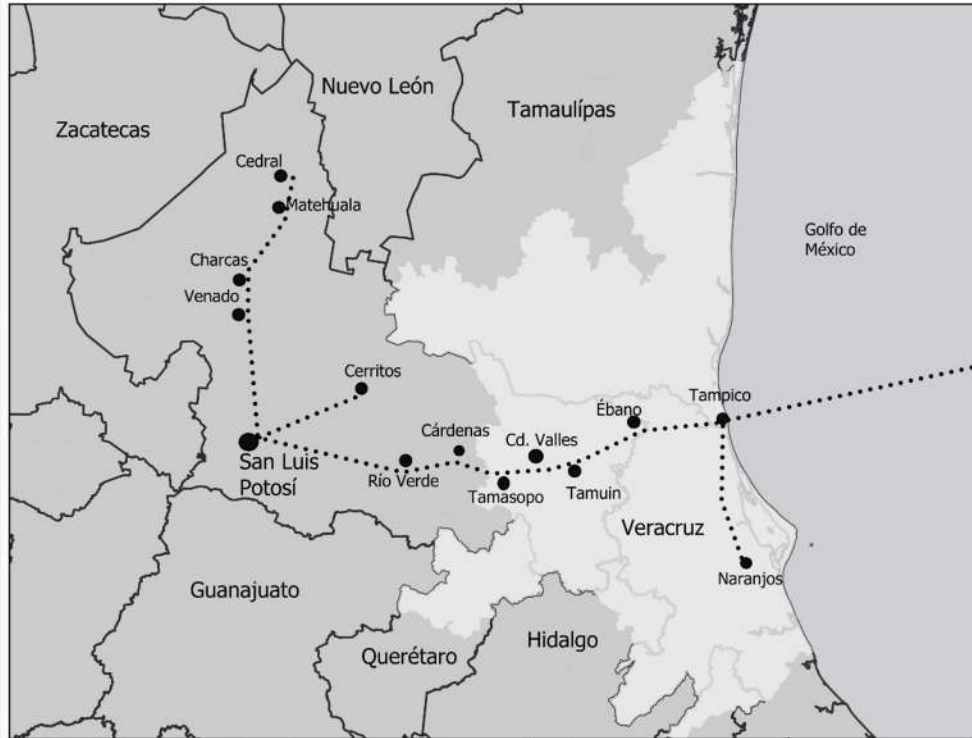 Nuevo León
Tamaulípas
Zacatecas
Cedral
Matehuala
Golfo de
México
Charcas
Venado
Cerritos
Tampico
Ébano
Cárdenas
Cd. Valles
San Luis
Potosí
Río Verde
Tamasopo
Tamuin
Veracruz
Naranjos
Guanajuato
Hidalgo
Querétaro